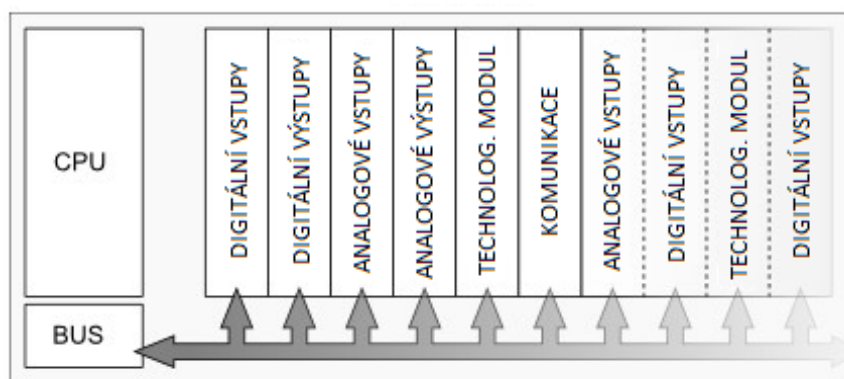 CPU
DIGITÁLNÍ VSTUPY
DIGITÁLNÍ VÝSTUPY
ANALOGOVÉ VSTUPY
ANALOGOVÉ VÝSTUPY
TECHNOLOG. MODUL
KOMUNIKACE
ANALOGOVÉ VSTUPY
DIGITÁLNÍ VSTUPY
TECHNOLOG. MODUL
DIGITÁLNÍ VSTUPY
BUS